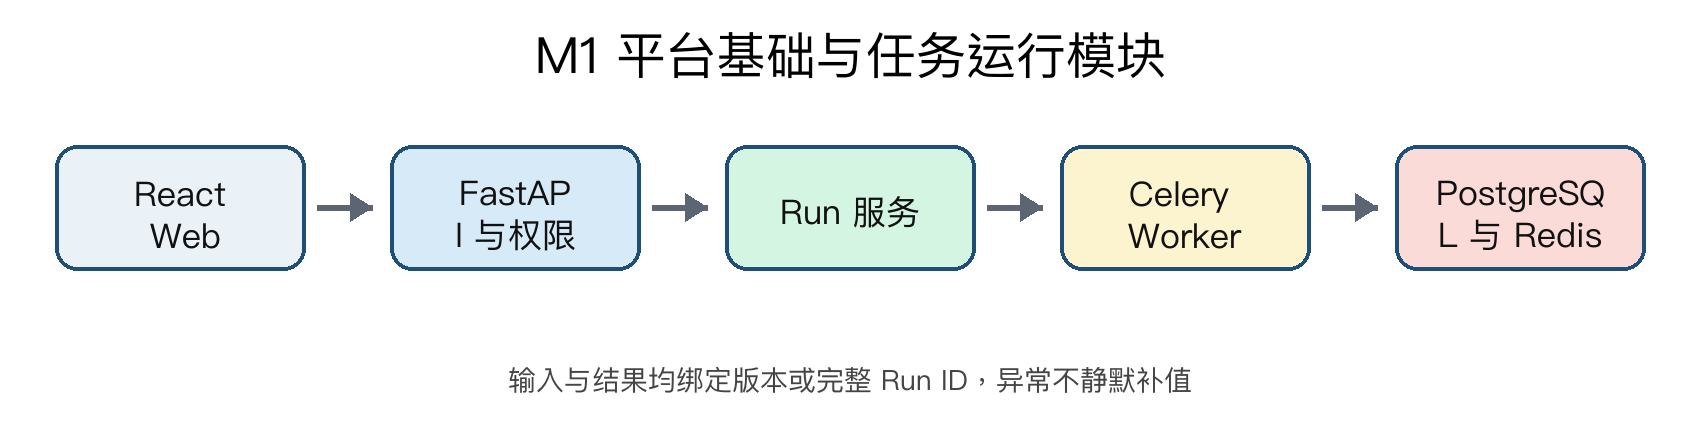 M1 平台基础与任务运行模块
React
Web
FastAP
I 与权限
Run 服务
Celery
Worker
PostgreSQ
L 与 Redis
输入与结果均绑定版本或完整 Run ID，异常不静默补值